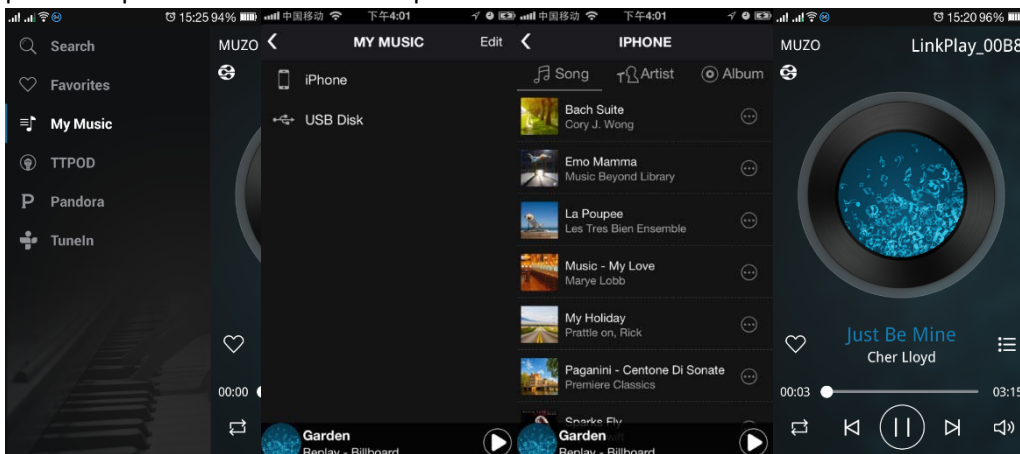 15:25 94%
Search
Favorites
My Music
TTPOD
Pandora
TuneIn
MUZO
00:00
中国移动 下午4:01
MY MUSIC Edit
iPhone
USB Disk
Garden
Replay - Billboard
中国移动 下午4:01
IPHONE
Song Artist Album
Bach Suite
Cory J. Wong
Emo Mamma
Music Beyond Library
La Poupee
Les Tres Bien Ensemble
Music - My Love
Marye Lobb
My Holiday
Prattle on, Rick
Paganini - Centone Di Sonate
Premiere Classics
Sparks Fly
Garden
Replay - Billboard
15:20 96%
MUZO LinkPlay_00B8
Just Be Mine
Cher Lloyd
00:03 03:15